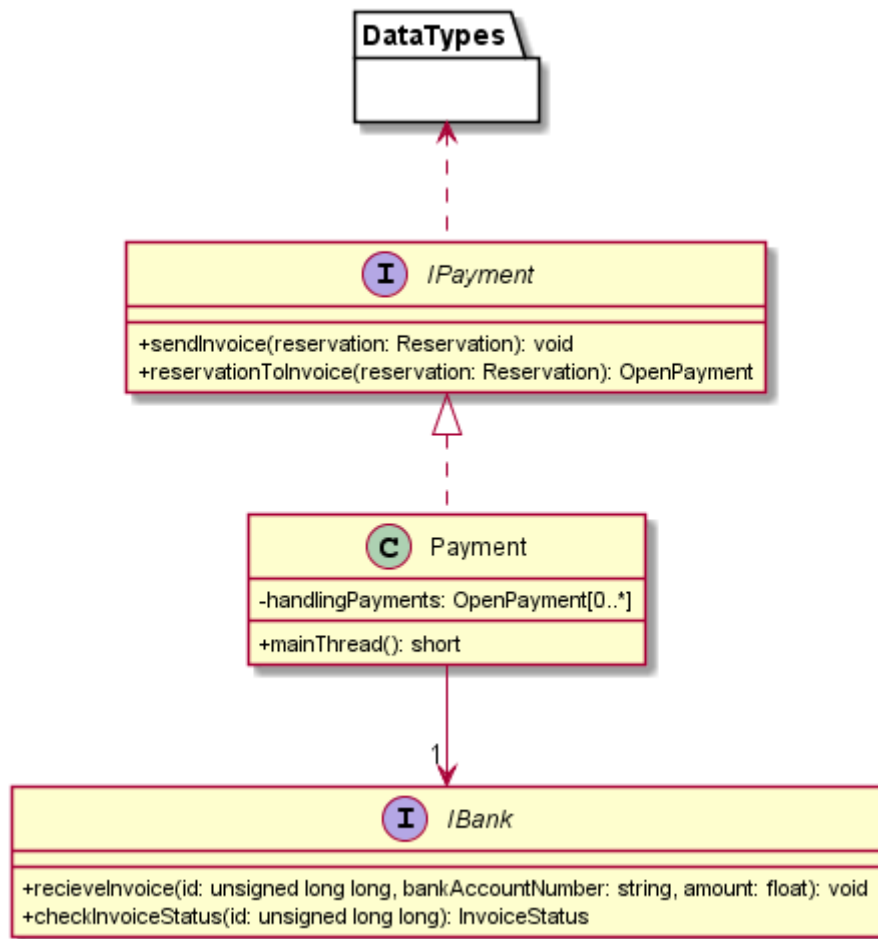 DataTypes
I IPayment
+sendInvoice(reservation: Reservation): void
+reservationToInvoice(reservation: Reservation): OpenPayment
C Payment
-handlingPayments: OpenPayment[0..*]
+mainThread(): short
1
I IBank
+recieveInvoice(id: unsigned long long, bankAccountNumber: string, amount: float): void
+checkInvoiceStatus(id: unsigned long long): InvoiceStatus